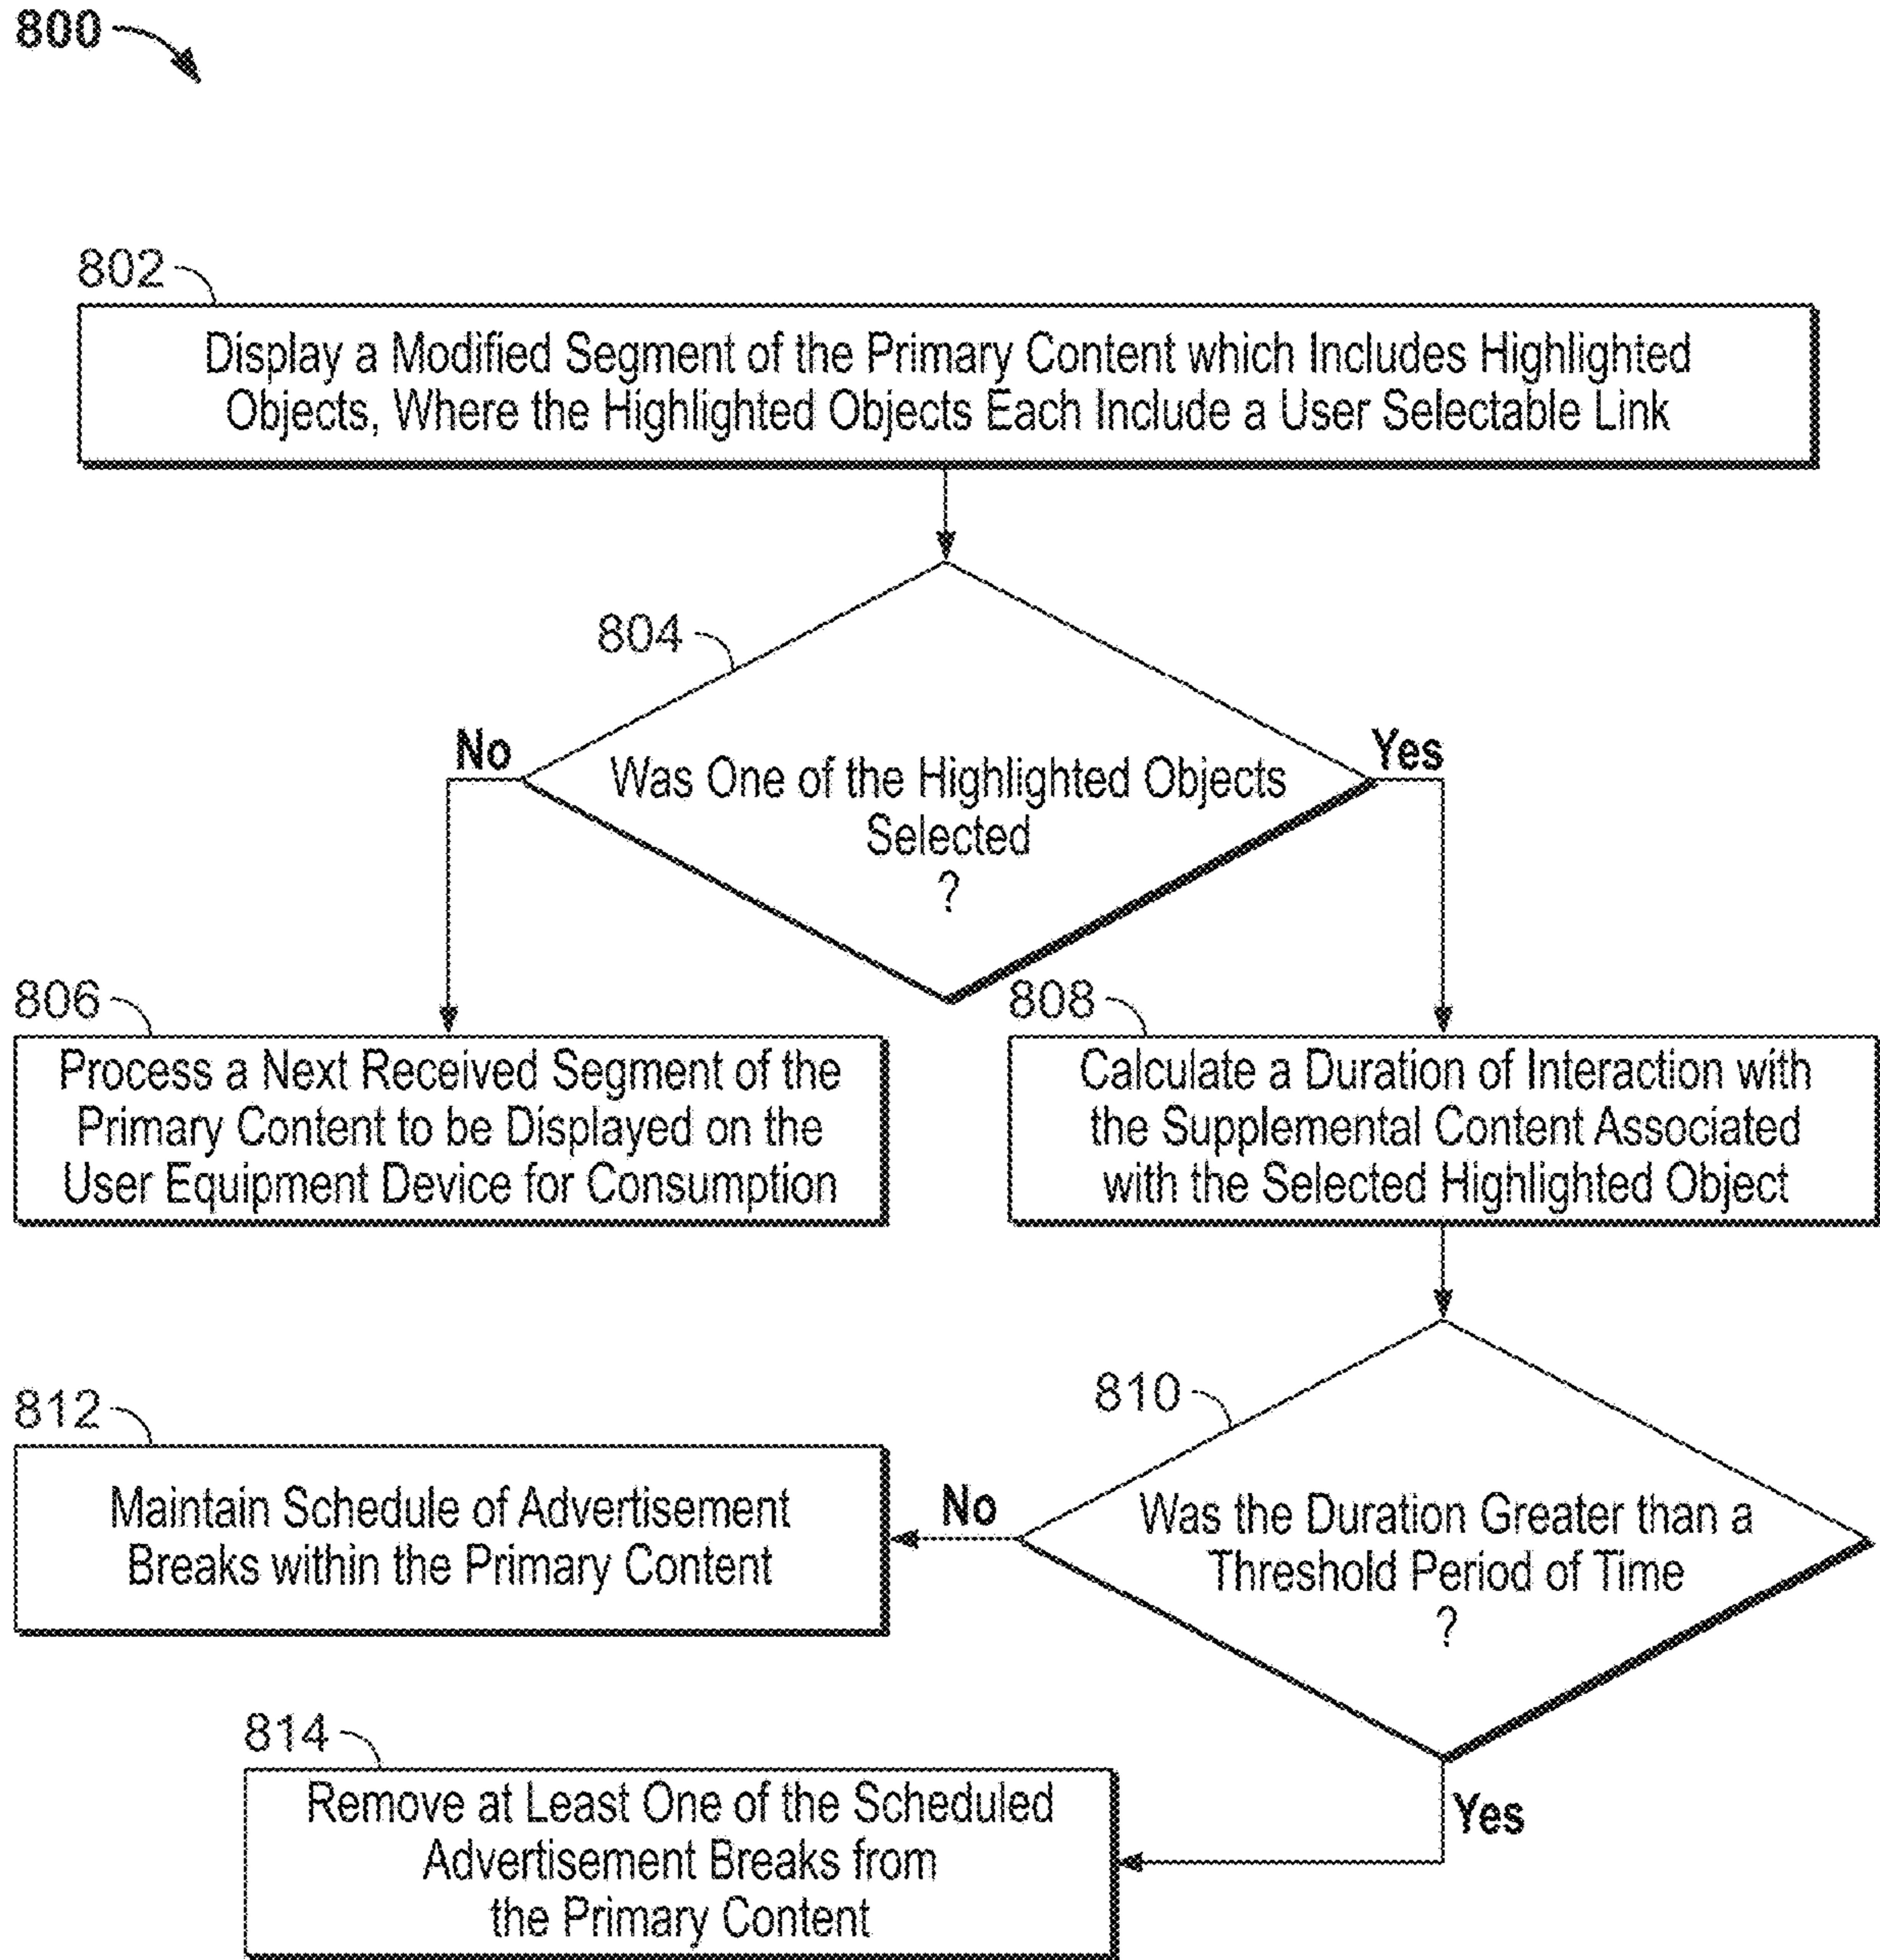 800
802
Display a Modified Segment of the Primary Content which Includes Highlighted
Objects, Where the Highlighted Objects Each Include a User Selectable Link
804
No
Yes
Was One of the Highlighted Objects
Selected
?
806
Process a Next Received Segment of the
Primary Content to be Displayed on the
User Equipment Device for Consumption
808
Calculate a Duration of Interaction with
the Supplemental Content Associated
with the Selected Highlighted Object
810
Was the Duration Greater than a
Threshold Period of Time
?
No
812
Maintain Schedule of Advertisement
Breaks within the Primary Content
Yes
814
Remove at Least One of the Scheduled
Advertisement Breaks from
the Primary Content